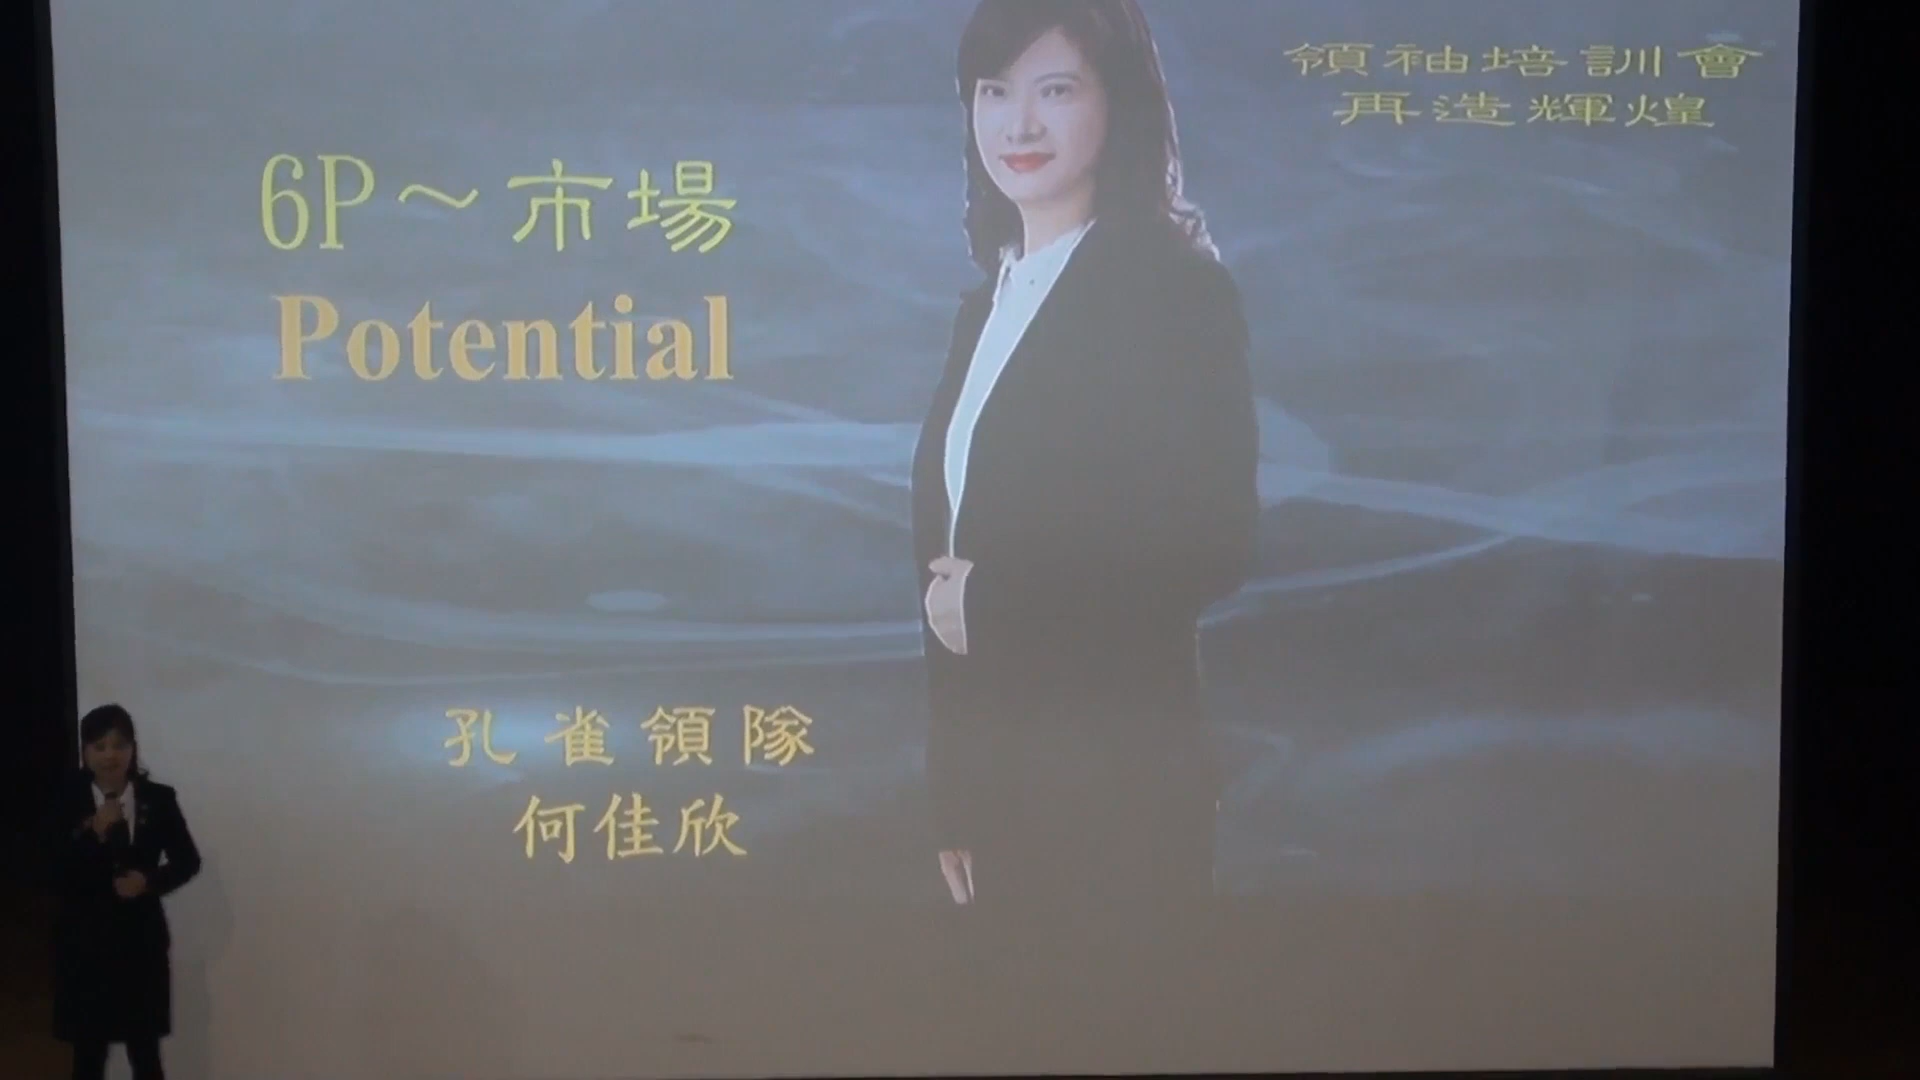 領袖培訓會
再造輝煌
6P～市場
Potential
孔雀領隊
何佳欣